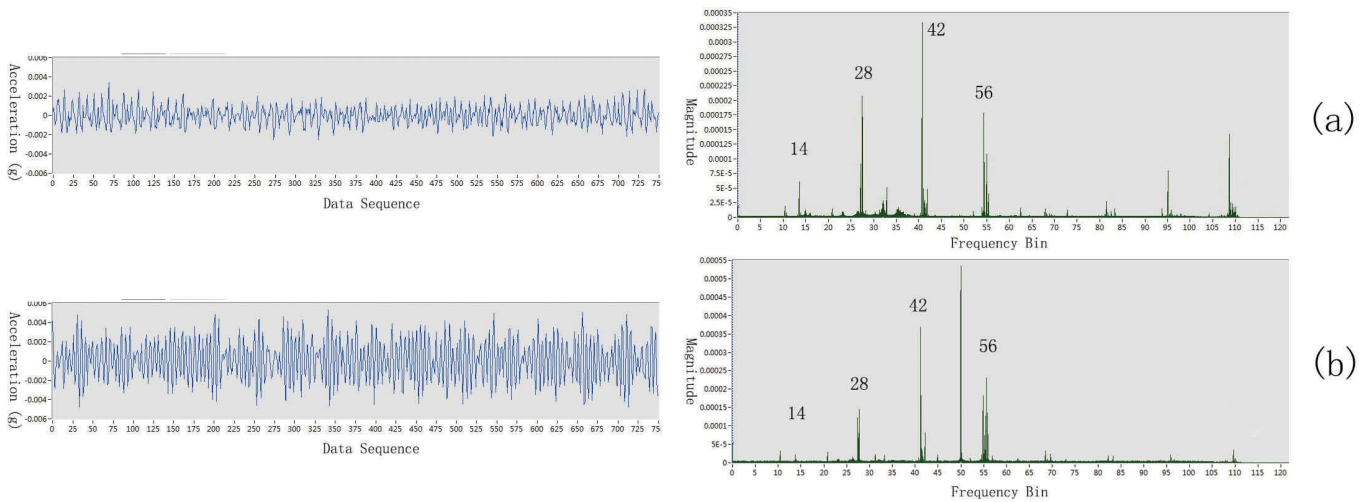 0.006
0.004
0.002
0
-0.002
-0.004
-0.006
Acceleration (g)
0 25 50 75 100 125 150 175 200 225 250 275 300 325 350 375 400 425 450 475 500 525 550 575 600 625 650 675 700 725 750
Data Sequence
0.00035
0.000325
0.0003
0.000275
0.00025
0.000225
0.0002
0.000175
0.00015
0.000125
0.0001
7.5E-5
5E-5
2.5E-5
0
Magnitude
14
28
42
56
0 5 10 15 20 25 30 35 40 45 50 55 60 65 70 75 80 85 90 95 100 105 110 115 120
Frequency Bin
(a)
0.006
0.004
0.002
0
-0.002
-0.004
-0.006
Acceleration (g)
0 25 50 75 100 125 150 175 200 225 250 275 300 325 350 375 400 425 450 475 500 525 550 575 600 625 650 675 700 725 750
Data Sequence
0.00055
0.0005
0.00045
0.0004
0.00035
0.0003
0.00025
0.0002
0.00015
0.0001
5E-5
0
Magnitude
14
28
42
56
0 5 10 15 20 25 30 35 40 45 50 55 60 65 70 75 80 85 90 95 100 105 110 115 120
Frequency Bin
(b)